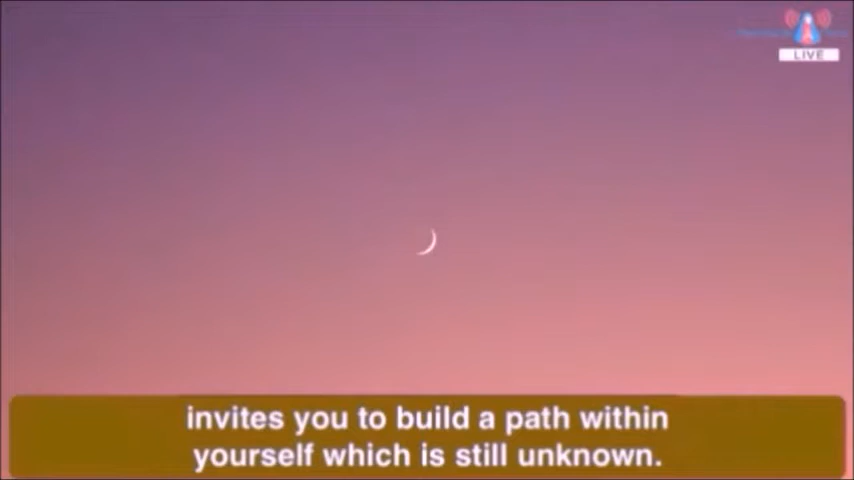 LIVE
invites you to build a path within
yourself which is still unknown.